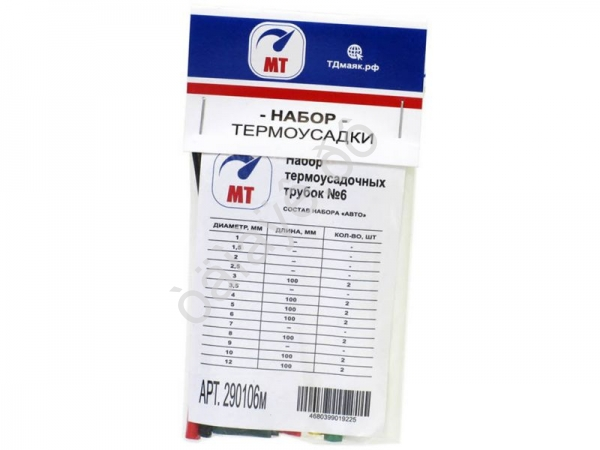 МТ
ТДмаяк.рф
- НАБОР -
ТЕРМОУСАДКИ
МТ
Набор
термоусадочных
трубок №6
СОСТАВ НАБОРА «АВТО»
ДИАМЕТР, ММ ДЛИНА, ММ КОЛ-ВО, ШТ
1 – –
1,5 – –
2 – –
2,5 – –
3 100 2
3,5 – –
4 100 2
5 100 2
6 100 2
7 – –
8 100 2
9 – –
10 100 2
12 100 2
АРТ. 290106м
4680399019225